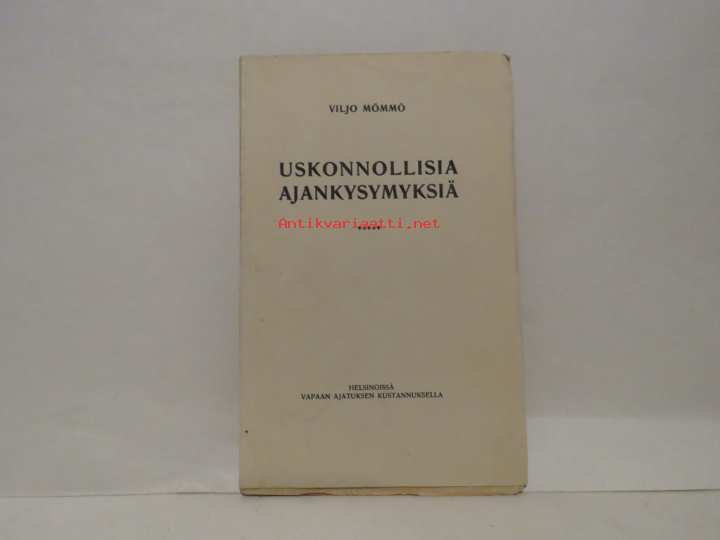 VILJO MÖMMÖ
USKONNOLLISIA
AJANKYSYMYKSIÄ
Antikvariaatti.net
HELSINGISSÄ
VAPAAN AJATUKSEN KUSTANNUKSELLA